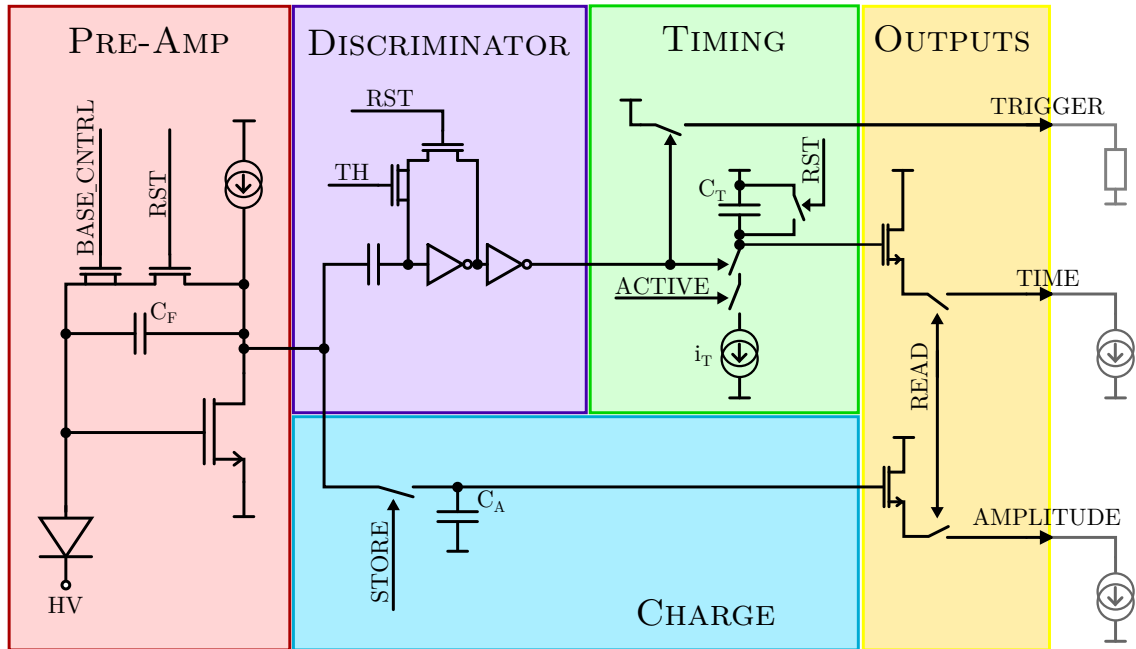 PRE-AMP
DISCRIMINATOR
TIMING
OUTPUTS
BASE_CNTRL
RST
RST
TH
TRIGGER
RST
C_T
C_F
ACTIVE
i_T
TIME
READ
C_A
STORE
AMPLITUDE
HV
CHARGE